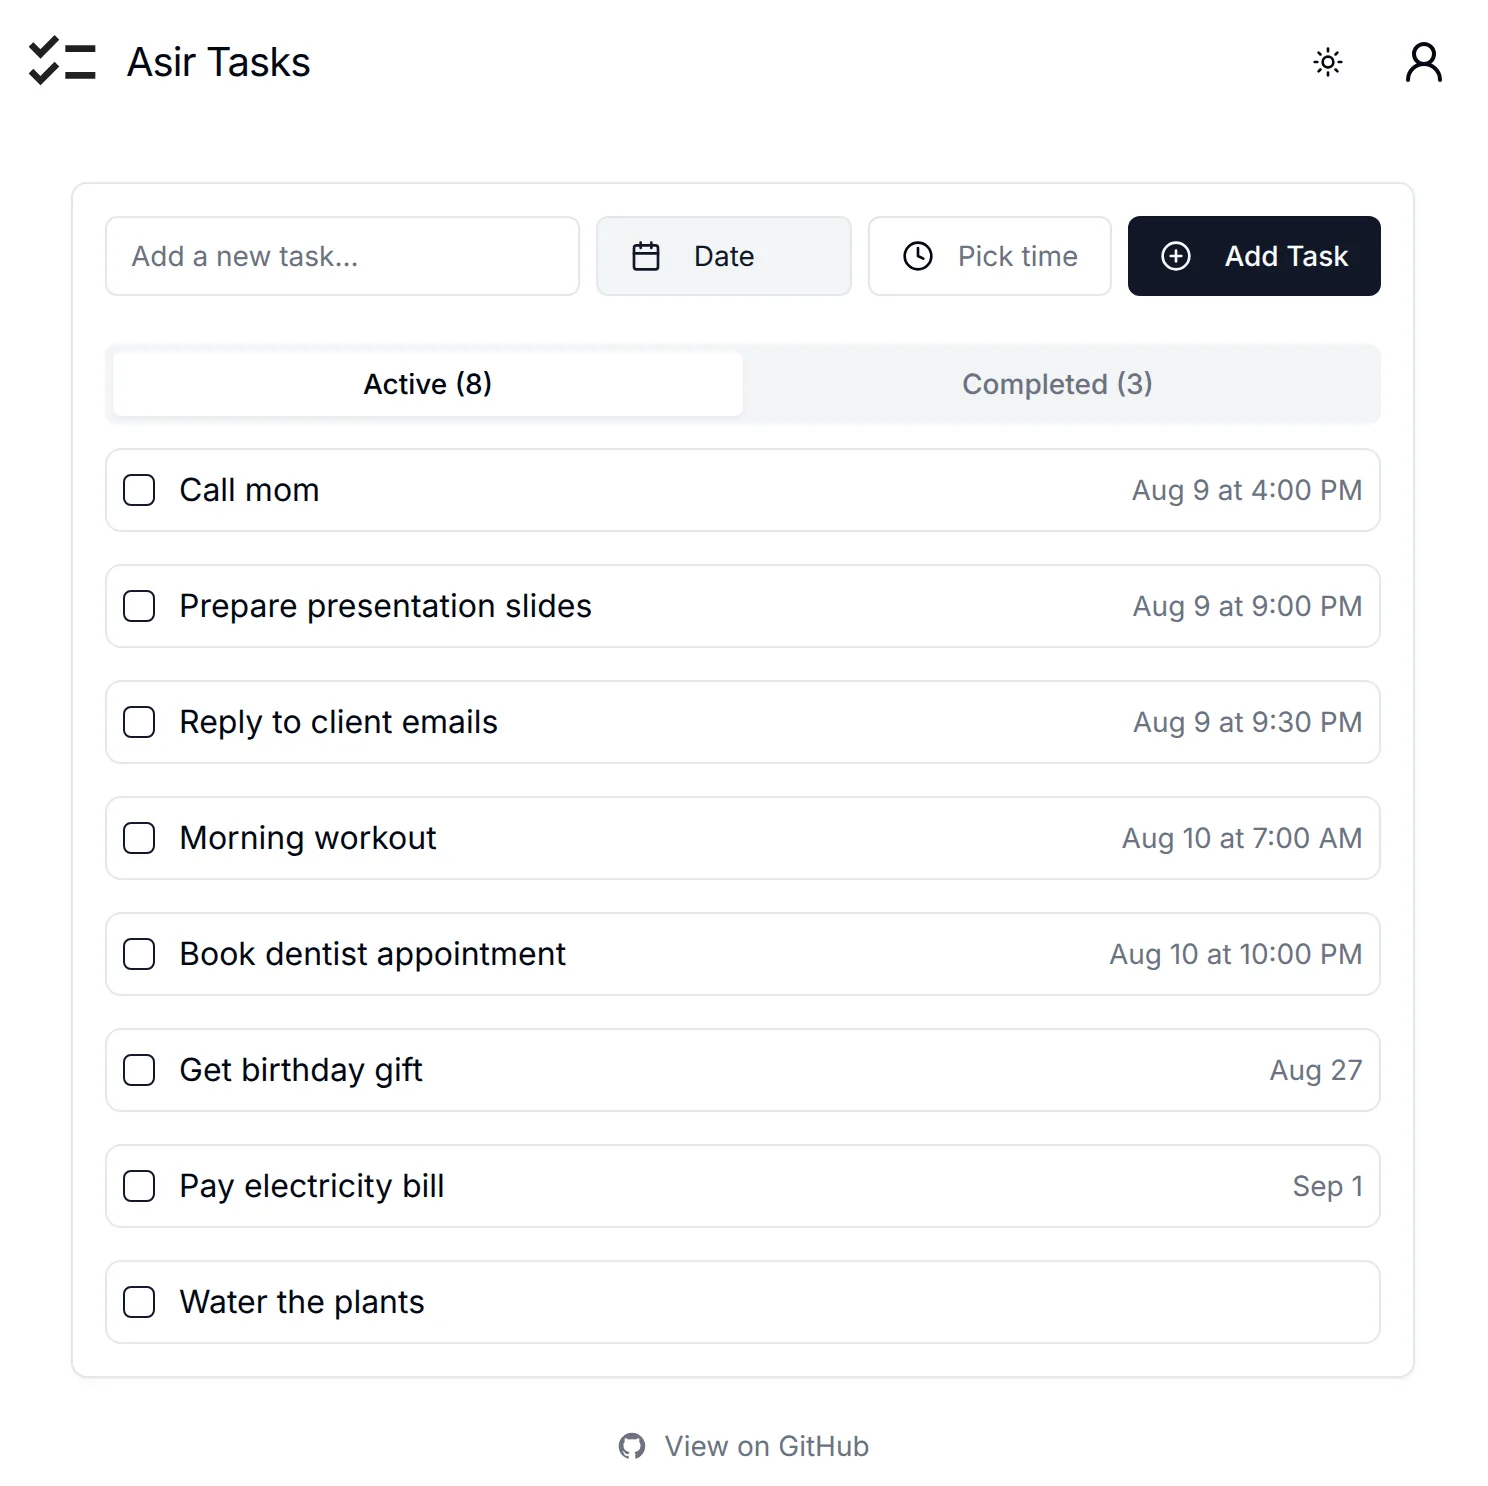 Asir Tasks
Add a new task...
Date
Pick time
Add Task
Active (8)
Completed (3)
Call mom
Aug 9 at 4:00 PM
Prepare presentation slides
Aug 9 at 9:00 PM
Reply to client emails
Aug 9 at 9:30 PM
Morning workout
Aug 10 at 7:00 AM
Book dentist appointment
Aug 10 at 10:00 PM
Get birthday gift
Aug 27
Pay electricity bill
Sep 1
Water the plants
View on GitHub